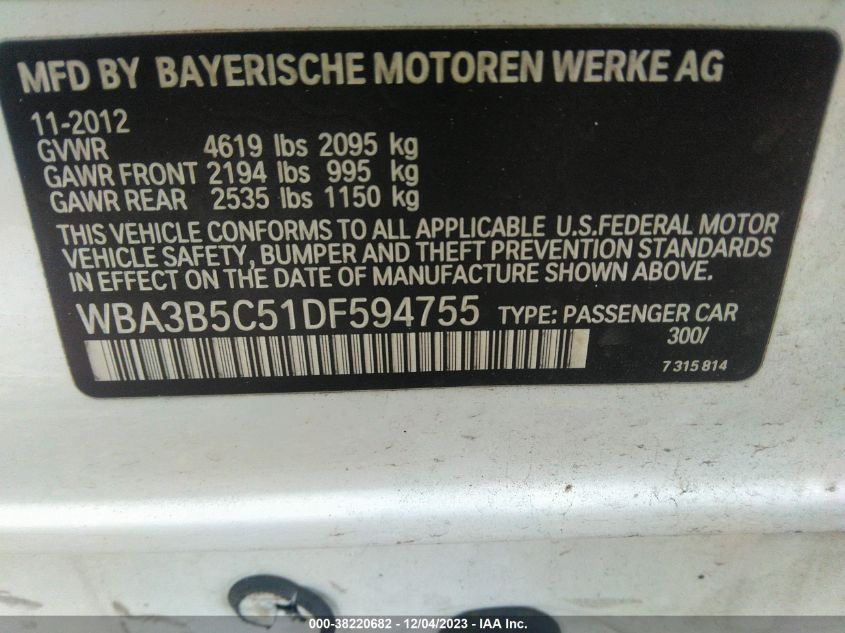 MFD BY BAYERISCHE MOTOREN WERKE AG
11-2012
GVWR 4619 lbs 2095 kg
GAWR FRONT 2194 lbs 995 kg
GAWR REAR 2535 lbs 1150 kg
THIS VEHICLE CONFORMS TO ALL APPLICABLE U.S.FEDERAL MOTOR
VEHICLE SAFETY, BUMPER AND THEFT PREVENTION STANDARDS
IN EFFECT ON THE DATE OF MANUFACTURE SHOWN ABOVE.
WBA3B5C51DF594755 TYPE: PASSENGER CAR
300/
7 315 814
000-38220682 - 12/04/2023 - IAA Inc.